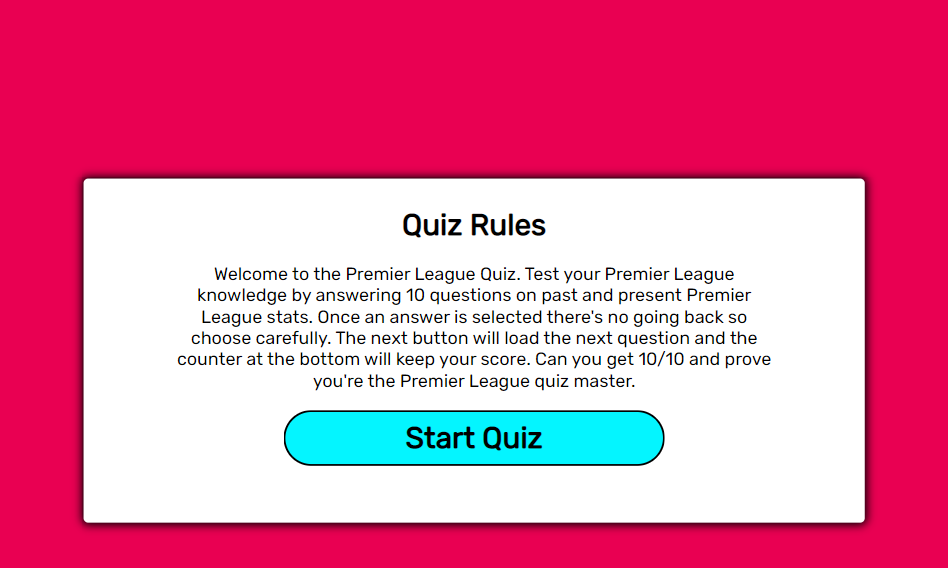 Quiz Rules
Welcome to the Premier League Quiz. Test your Premier League
knowledge by answering 10 questions on past and present Premier
League stats. Once an answer is selected there's no going back so
choose carefully. The next button will load the next question and the
counter at the bottom will keep your score. Can you get 10/10 and prove
you're the Premier League quiz master.
Start Quiz